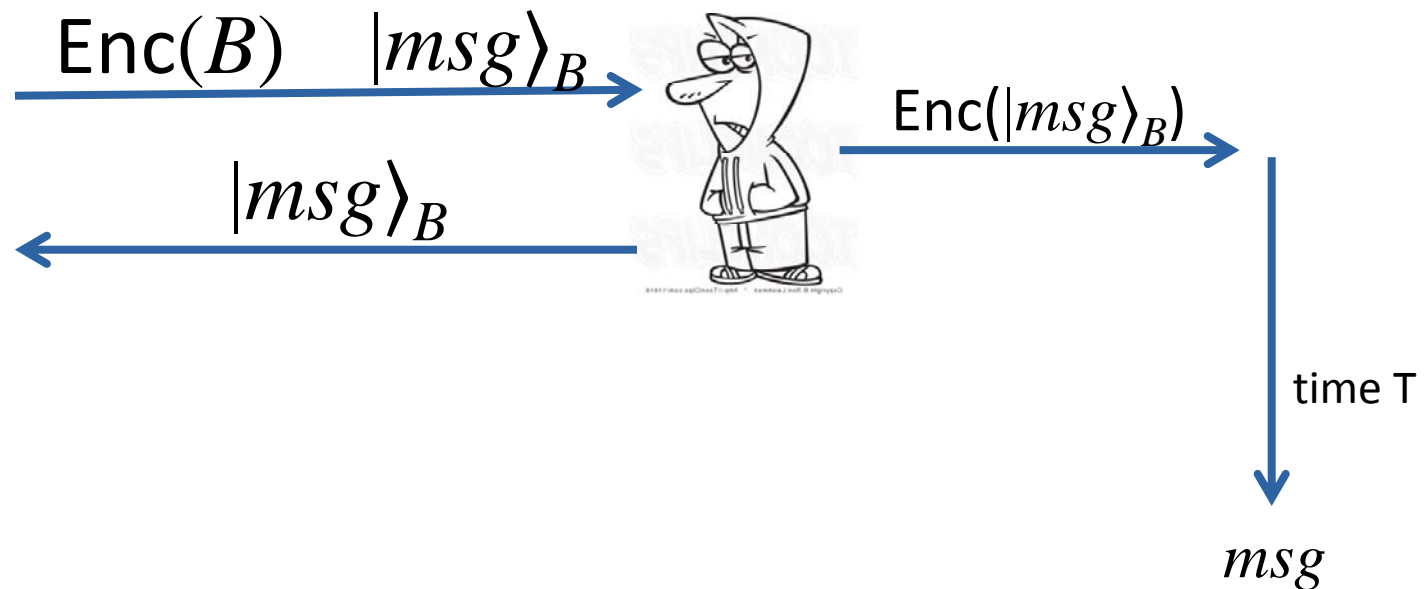 Enc(B) |msg⟩_B
Enc(|msg⟩_B)
|msg⟩_B
time T
msg